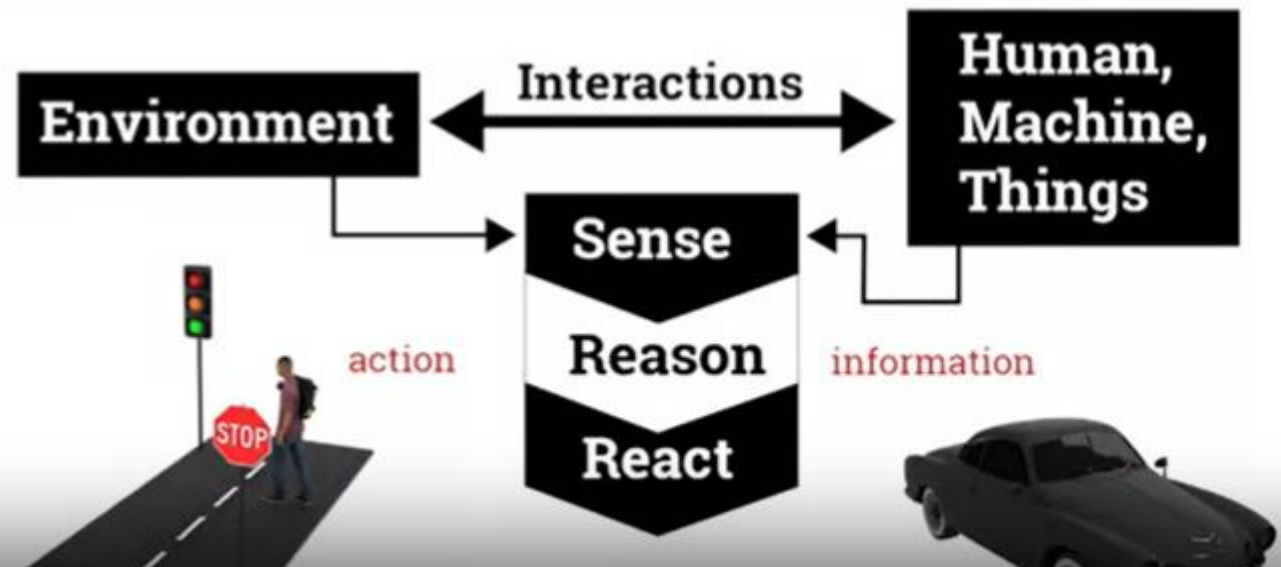 Environment
Interactions
Human,
Machine,
Things
Sense
Reason
React
action
information
STOP